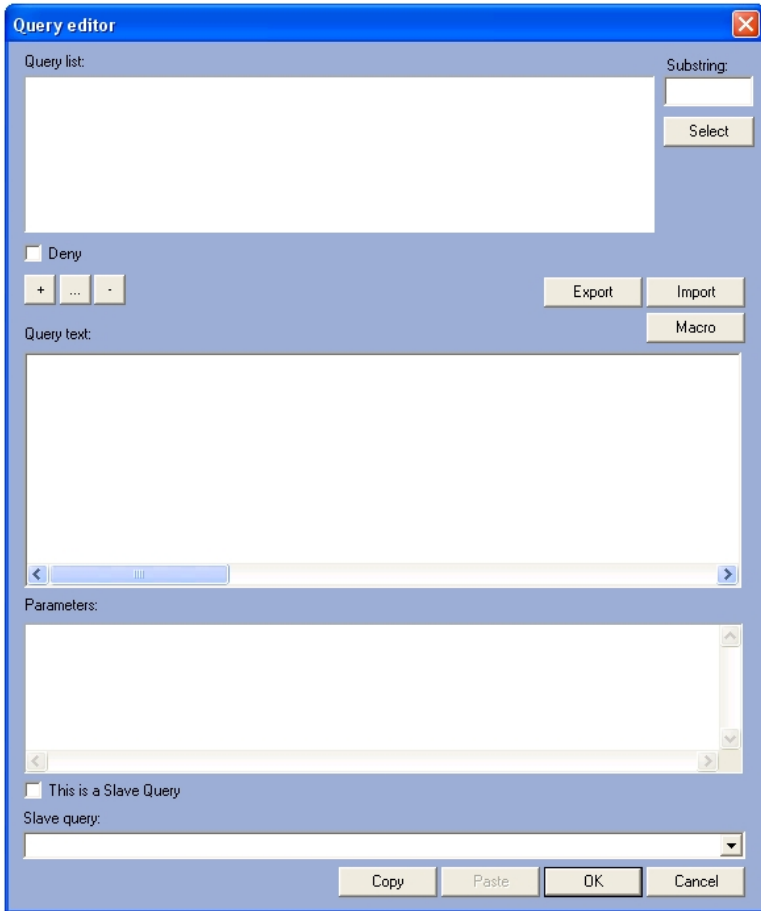 Query editor
Query list:
Substring:
Select
Deny
+ ... -
Export Import
Macro
Query text:
Parameters:
This is a Slave Query
Slave query:
Copy Paste OK Cancel